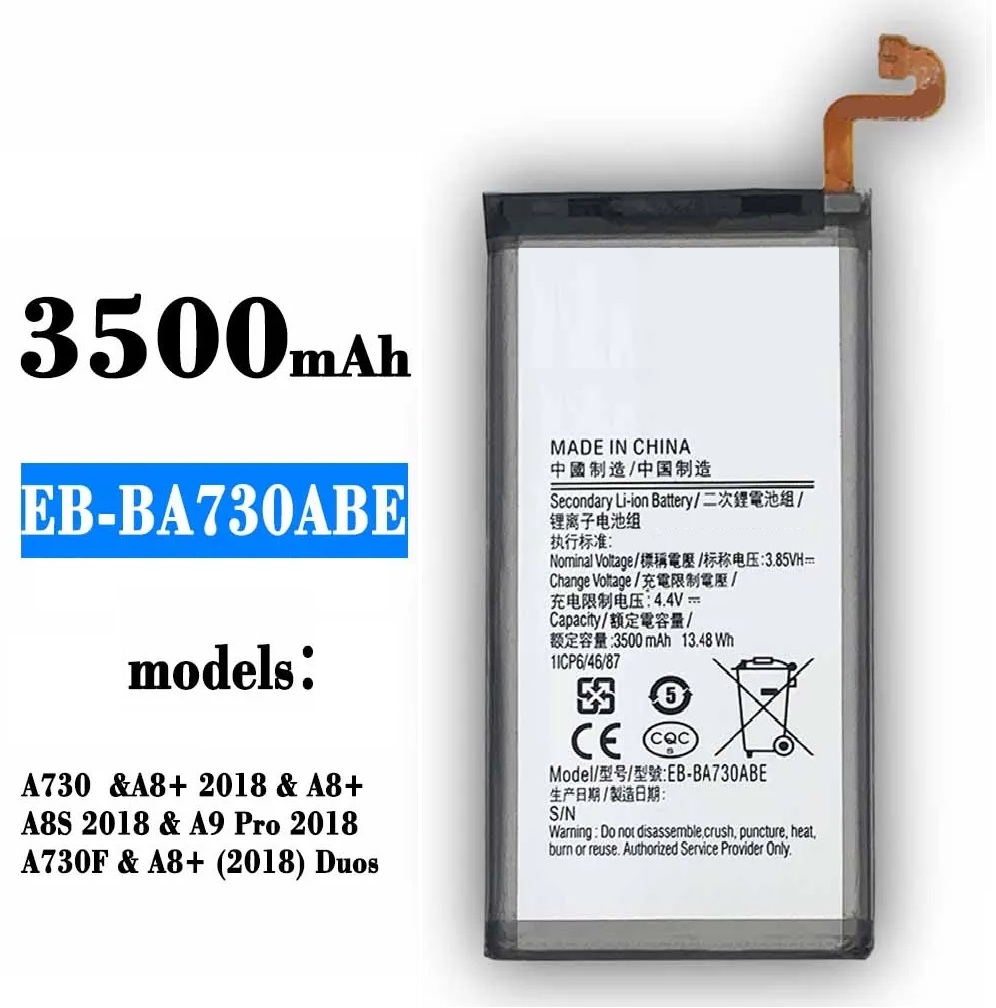 3500mAh
EB-BA730ABE
models:
A730 &A8+ 2018 & A8+
A8S 2018 & A9 Pro 2018
A730F & A8+ (2018) Duos
MADE IN CHINA
中國制造/中国制造
Secondary Li-ion Battery/二次鋰電池組/
锂离子电池组
执行标准:
Nominal Voltage/標稱電壓/标称电压:3.85VH⎓
Change Voltage/充電限制電壓/
充电限制电压:4.4V⎓
Capacity/額定電容量/
额定容量:3500 mAh 13.48 Wh
1ICP6/46/87
5
CE CQC
S
Model/型号/型號:EB-BA730ABE
生产日期/製造日期:
S/N
Warning: Do not disassemble,crush, puncture, heat,
burn or reuse. Authorized Service Provider Only.